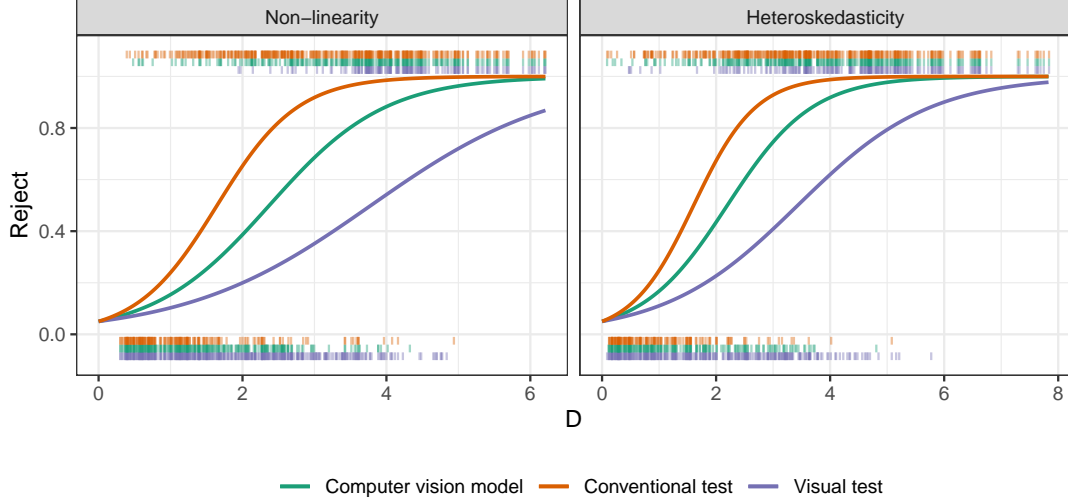 Non−linearity
Heteroskedasticity
Reject
0.8
0.4
0.0
0 2 4 6
0 2 4 6 8
D
Computer vision model Conventional test Visual test